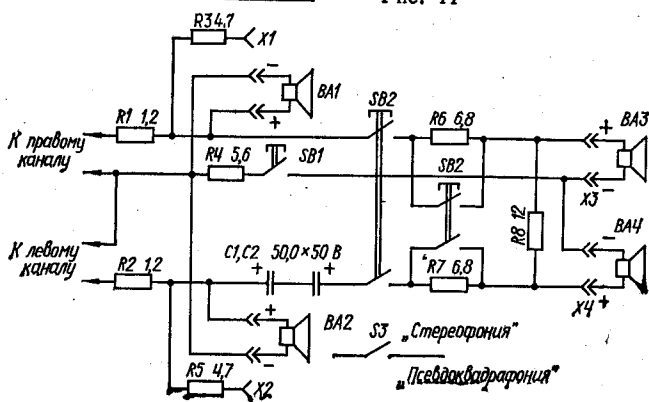 Рис. 11
R3 4,7
X1
BA1
R1 1,2
К правому каналу
R4 5,6
SB1
SB2
R6 6,8
SB2
BA3
X3
BA4
R8 12
К левому каналу
R2 1,2
C1, C2 50,0 × 50 В
R7 6,8
X4
BA2
S3
„Стереофония"
„Псевдоквадрафония"
R5 4,7
X2